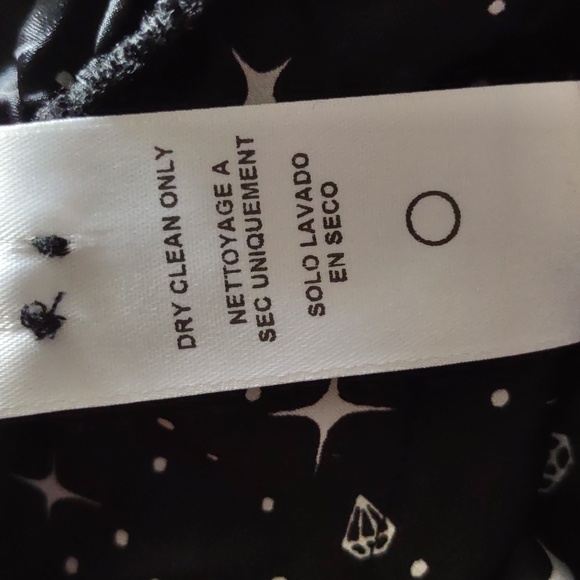 DRY CLEAN ONLY
NETTOYAGE A
SEC UNIQUEMENT
SOLO LAVADO
EN SECO